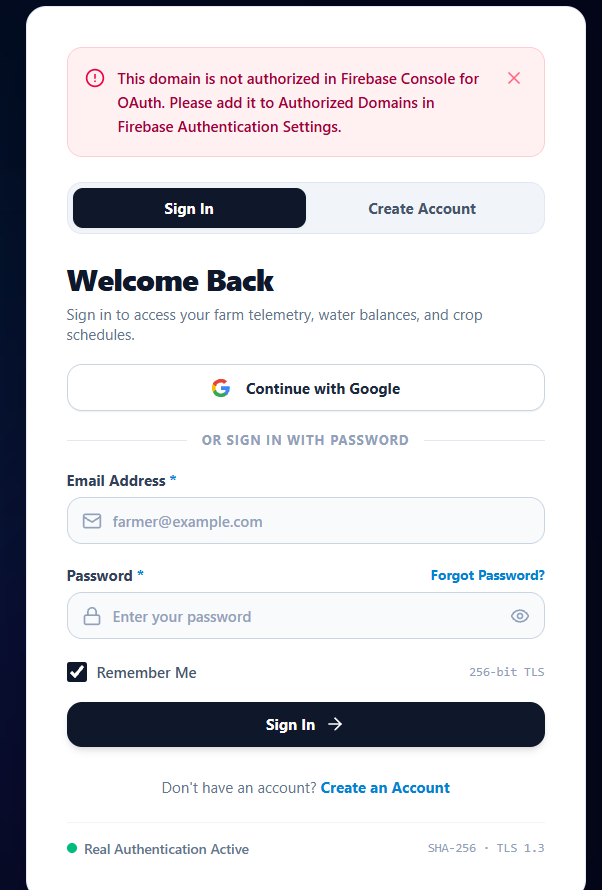 This domain is not authorized in Firebase Console for
OAuth. Please add it to Authorized Domains in
Firebase Authentication Settings.
Sign In
Create Account
Welcome Back
Sign in to access your farm telemetry, water balances, and crop
schedules.
Continue with Google
OR SIGN IN WITH PASSWORD
Email Address *
farmer@example.com
Password *
Forgot Password?
Enter your password
Remember Me
256-bit TLS
Sign In →
Don't have an account? Create an Account
Real Authentication Active
SHA-256 · TLS 1.3